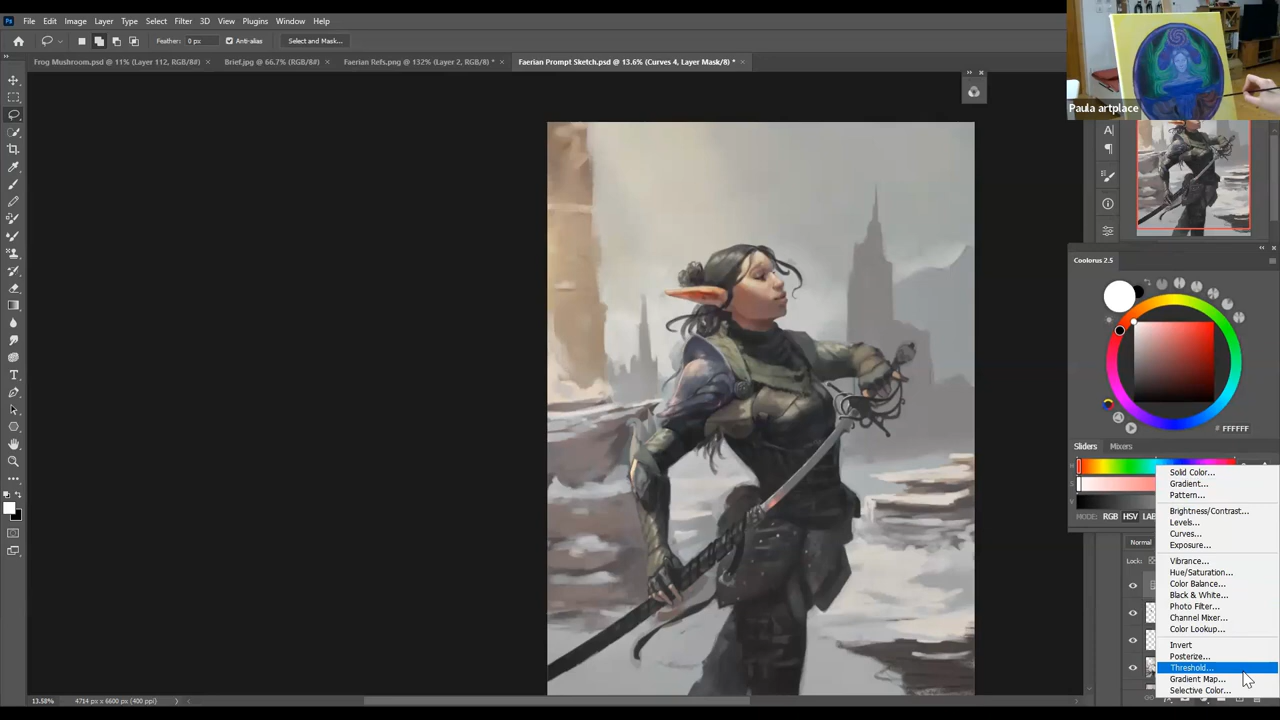 Ps File Edit Image Layer Type Select Filter 3D View Plugins Window Help
Feather: 0 px Anti-alias Select and Mask...
Frog Mushroom.psd @ 11% (Layer 112, RGB/8#) × Brief.jpg @ 66.7% (RGB/8#) × Faerian Refs.png @ 132% (Layer 2, RGB/8) * × Faerian Prompt Sketch.psd @ 13.6% (Curves 4, Layer Mask/8) * ×
Paula artplace
Coolorus 2.5
# FFFFFF
Sliders Mixers
H
S
MODE: RGB HSV LAB
Solid Color...
Gradient...
Pattern...
Brightness/Contrast...
Levels...
Curves...
Exposure...
Vibrance...
Hue/Saturation...
Color Balance...
Black & White...
Photo Filter...
Channel Mixer...
Color Lookup...
Invert
Posterize...
Threshold...
Gradient Map...
Selective Color...
Normal
Lock:
13.58% 4714 px x 6600 px (400 ppi)